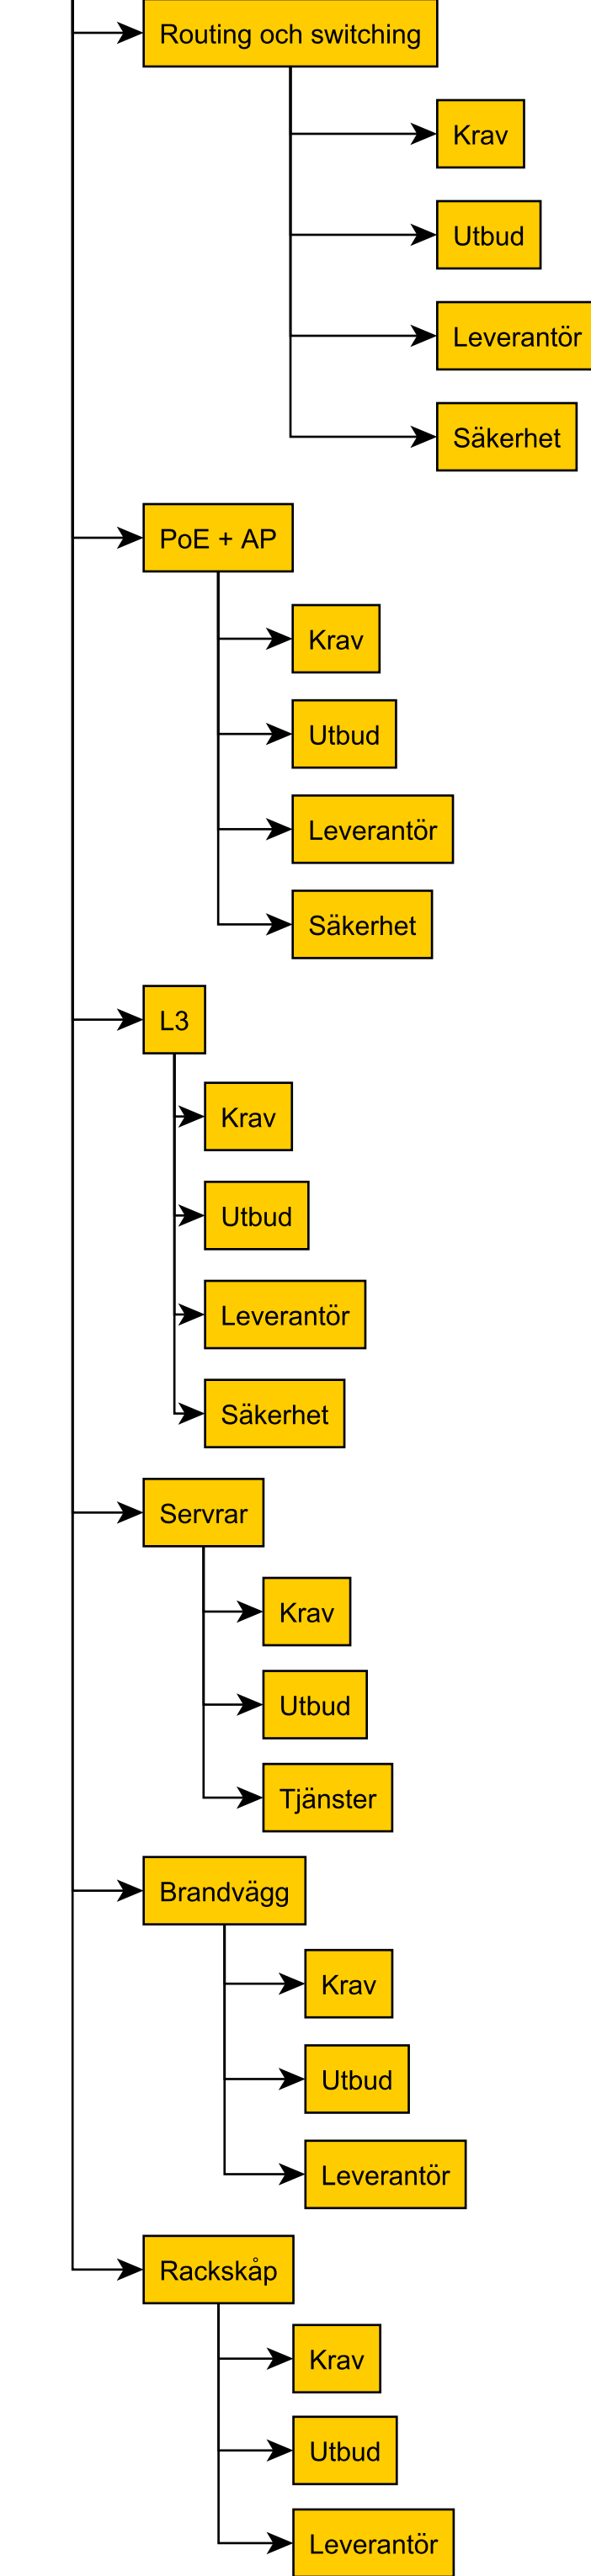 Routing och switching
Krav
Utbud
Leverantör
Säkerhet
PoE + AP
Krav
Utbud
Leverantör
Säkerhet
L3
Krav
Utbud
Leverantör
Säkerhet
Servrar
Krav
Utbud
Tjänster
Brandvägg
Krav
Utbud
Leverantör
Rackskåp
Krav
Utbud
Leverantör